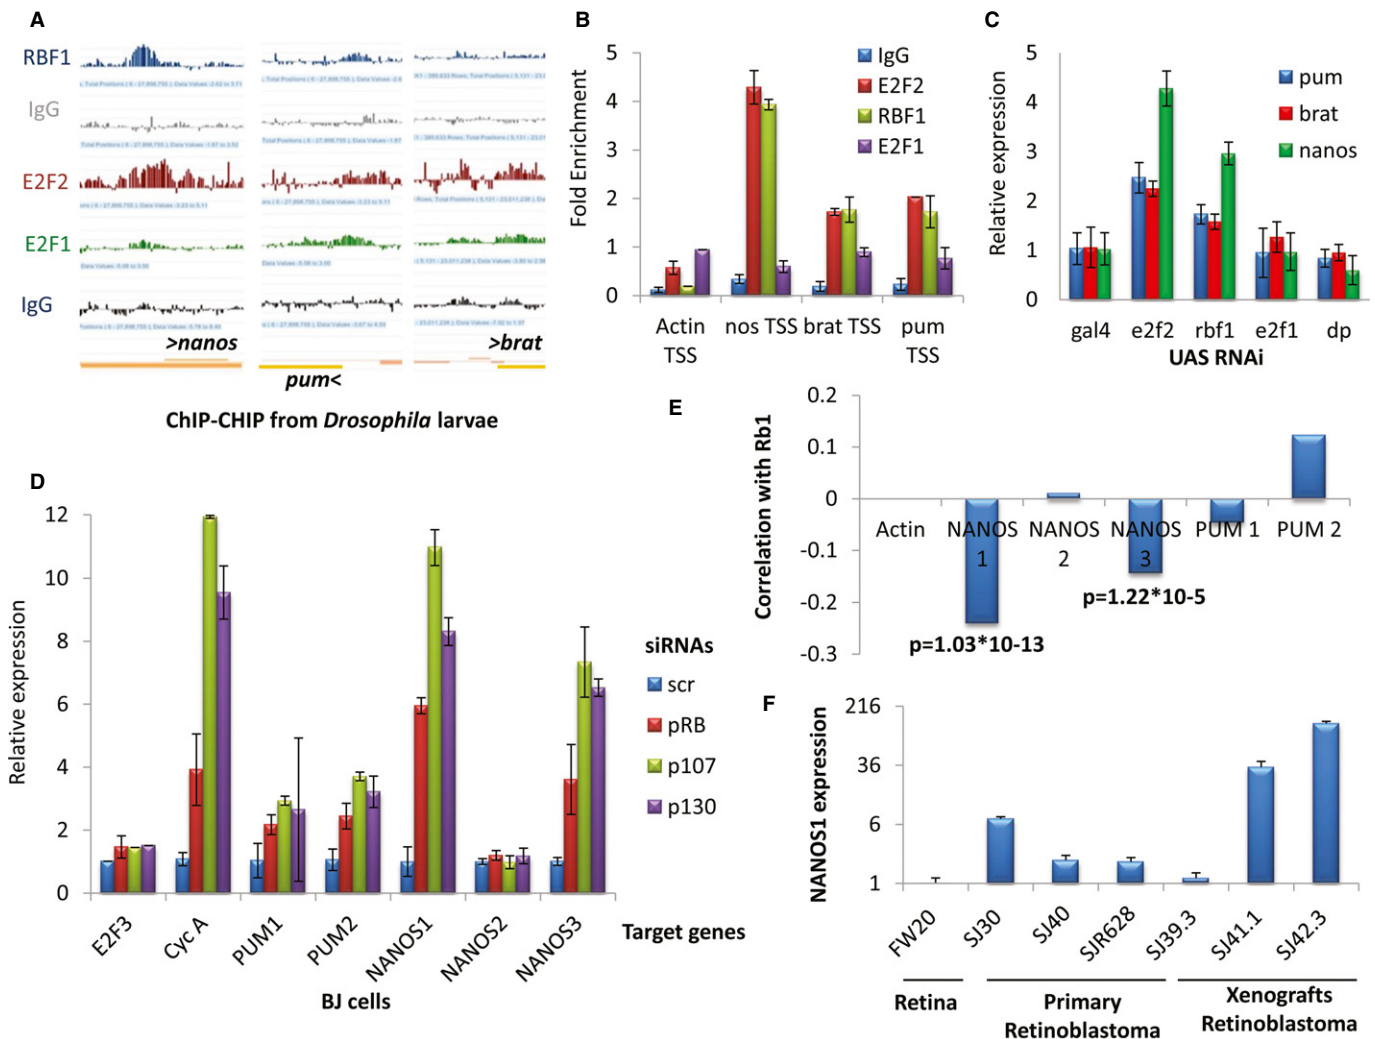 A
RBF1
IgG
E2F2
E2F1
IgG
>nanos
pum<
>brat
ChIP-CHIP from Drosophila larvae
B
Fold Enrichment
5
4
3
2
1
0
IgG
E2F2
RBF1
E2F1
Actin TSS
nos TSS
brat TSS
pum TSS
C
Relative expression
5
4
3
2
1
0
pum
brat
nanos
gal4
e2f2
rbf1
e2f1
dp
UAS RNAi
D
Relative expression
12
10
8
6
4
2
0
siRNAs
scr
pRB
p107
p130
E2F3
Cyc A
PUM1
PUM2
NANOS1
NANOS2
NANOS3
Target genes
BJ cells
E
Correlation with Rb1
0.2
0.1
0
-0.1
-0.2
-0.3
Actin
NANOS 1
NANOS 2
NANOS 3
PUM 1
PUM 2
p=1.22*10-5
p=1.03*10-13
F
NANOS1 expression
216
36
6
1
FW20
SJ30
SJ40
SJR628
SJ39.3
SJ41.1
SJ42.3
Retina
Primary
Retinoblastoma
Xenografts
Retinoblastoma